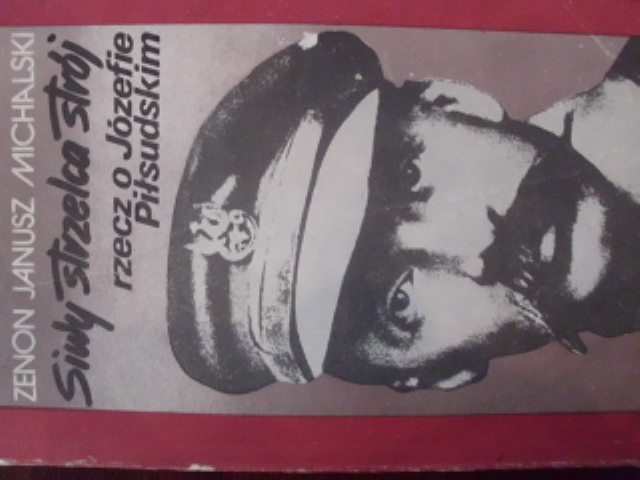 ZENON JANUSZ MICHALSKI
Siwy strzelca strój
rzecz o Józefie
Piłsudskim